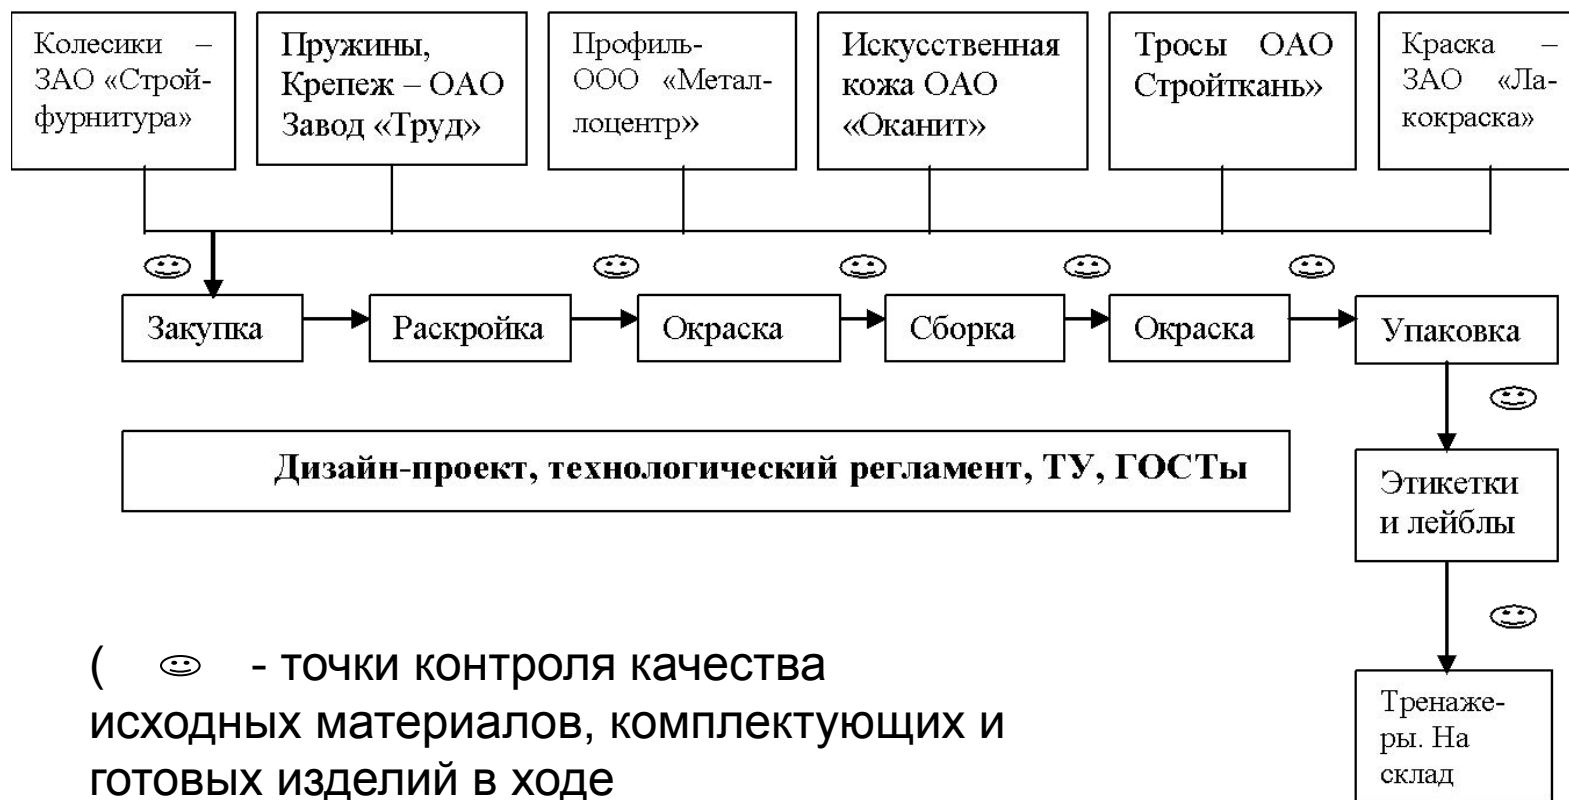 Колесики –
ЗАО «Строй-
фурнитура»
Пружины,
Крепеж – ОАО
Завод «Труд»
Профиль-
ООО «Метал-
лоцентр»
Искусственная
кожа ОАО
«Оканит»
Тросы ОАО
Стройткань»
Краска –
ЗАО «Ла-
кокраска»
Закупка
Раскройка
Окраска
Сборка
Окраска
Упаковка
Дизайн-проект, технологический регламент, ТУ, ГОСТы
Этикетки
и лейблы
Тренаже-
ры. На
склад
( - точки контроля качества
исходных материалов, комплектующих и
готовых изделий в ходе